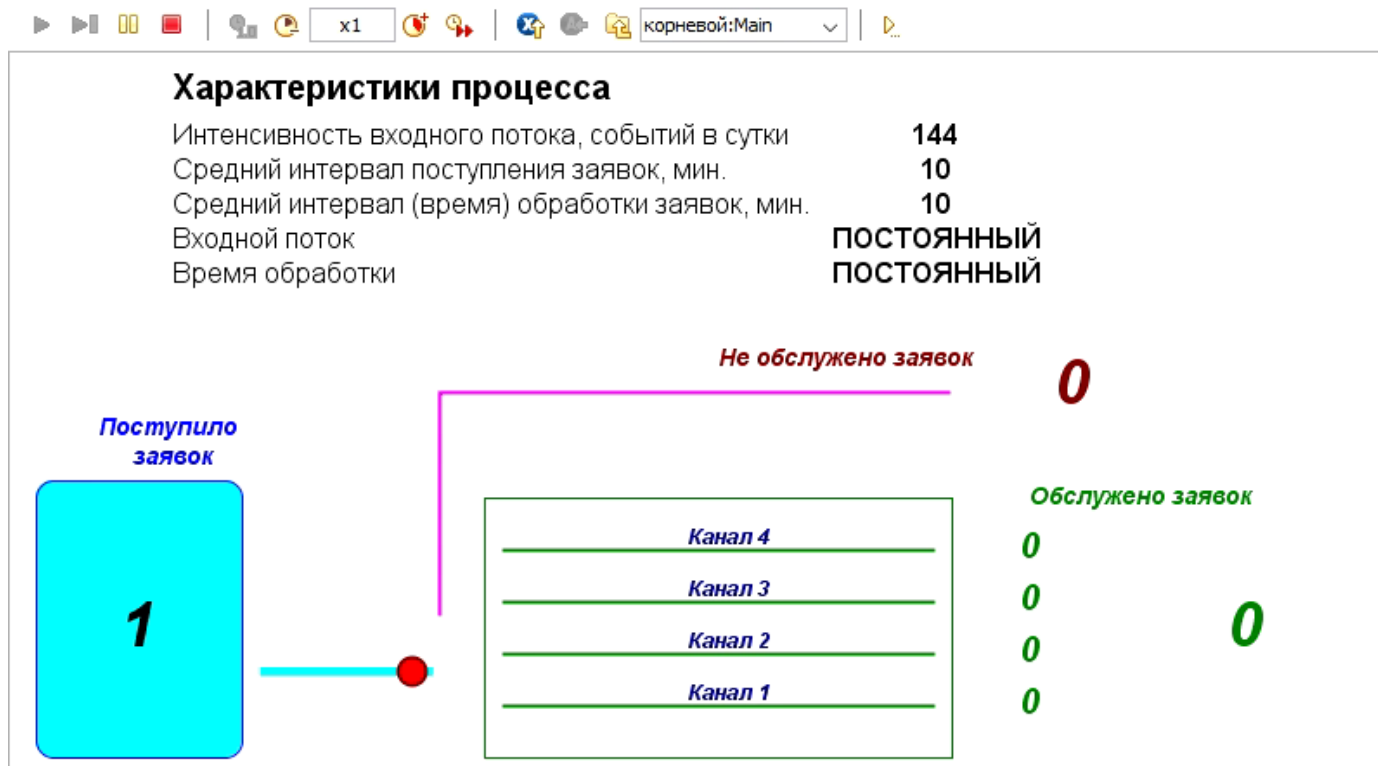 x1 корневой:Main
Характеристики процесса
Интенсивность входного потока, событий в сутки 144
Средний интервал поступления заявок, мин. 10
Средний интервал (время) обработки заявок, мин. 10
Входной поток ПОСТОЯННЫЙ
Время обработки ПОСТОЯННЫЙ
Не обслужено заявок 0
Поступило
заявок
1
Обслужено заявок
Канал 4 0
Канал 3 0
Канал 2 0
Канал 1 0
0